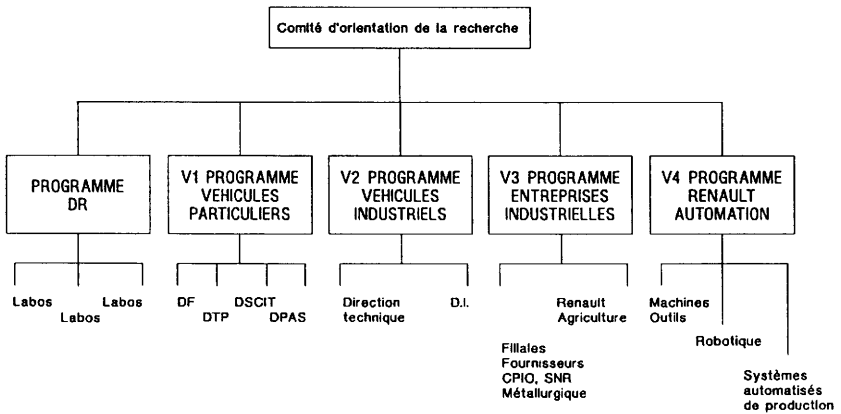 Comité d'orientation de la recherche
PROGRAMME
DR
V1 PROGRAMME
VEHICULES
PARTICULIERS
V2 PROGRAMME
VEHICULES
INDUSTRIELS
V3 PROGRAMME
ENTREPRISES
INDUSTRIELLES
V4 PROGRAMME
RENAULT
AUTOMATION
Labos
Labos
Labos
DF
DTP
DSCIT
DPAS
Direction
technique
D.I.
Filiales
Fournisseurs
CPIO, SNR
Métallurgique
Renault
Agriculture
Machines
Outils
Robotique
Systèmes
automatisés
de production